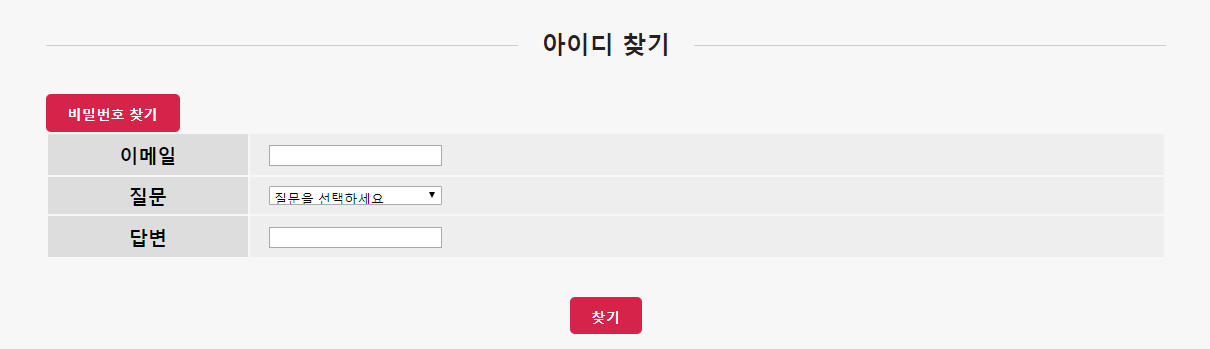 아이디 찾기
비밀번호 찾기
이메일
질문
질문을 선택하세요
답변
찾기